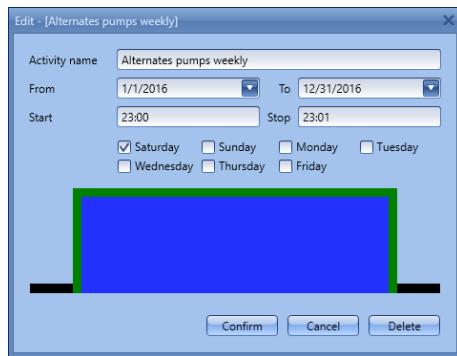 Edit - [Alternates pumps weekly]
Activity name Alternates pumps weekly
From 1/1/2016 To 12/31/2016
Start 23:00 Stop 23:01
Saturday Sunday Monday Tuesday
Wednesday Thursday Friday
Confirm Cancel Delete